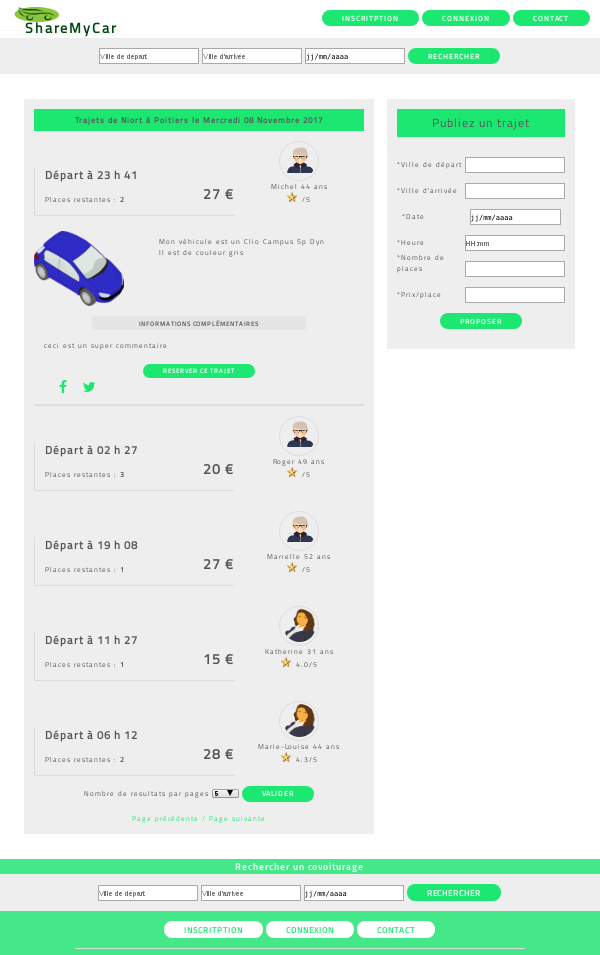 ShareMyCar
INSCRITPTION CONNEXION CONTACT
Ville de depart Ville d'arrivée jj/mm/aaaa RECHERCHER
Trajets de Niort à Poitiers le Mercredi 08 Novembre 2017
Départ à 23 h 41
Places restantes : 2
27 €
Michel 44 ans
/5
Mon véhicule est un Clio Campus 5p Dyn
Il est de couleur gris
INFORMATIONS COMPLÉMENTAIRES
ceci est un super commentaire
RESERVER CE TRAJET
Départ à 02 h 27
Places restantes : 3
20 €
Roger 49 ans
/5
Départ à 19 h 08
Places restantes : 1
27 €
Marielle 52 ans
/5
Départ à 11 h 27
Places restantes : 1
15 €
Katherine 31 ans
4.0/5
Départ à 06 h 12
Places restantes : 2
28 €
Marie-Louise 44 ans
4.3/5
Nombre de resultats par pages 5 VALIDER
Page précédente / Page suivante
Publiez un trajet
*Ville de départ
*Ville d'arrivée
*Date jj/mm/aaaa
*Heure HH:mm
*Nombre de
places
*Prix/place
PROPOSER
Rechercher un covoiturage
Ville de depart Ville d'arrivée jj/mm/aaaa RECHERCHER
INSCRITPTION CONNEXION CONTACT